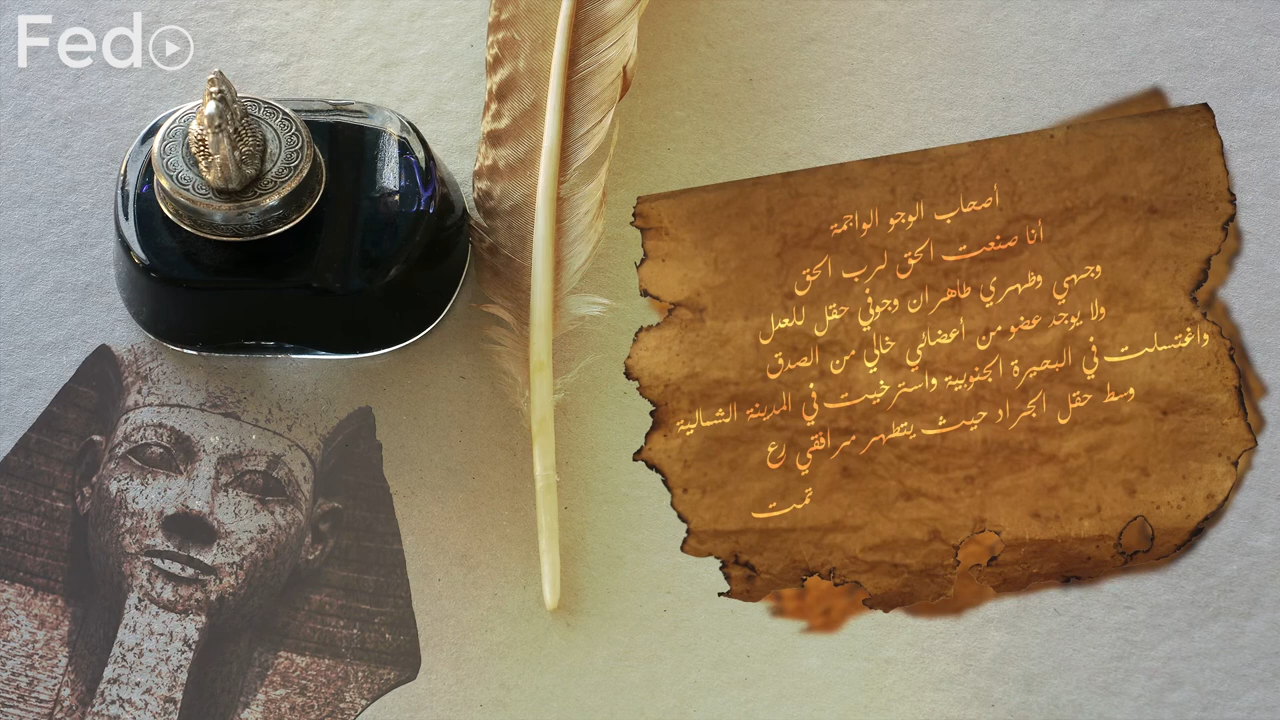 Fedo
أصحاب الوجو الواجمة
أنا صنعت الحق لرب الحق
وجهي وظهري طاهران وجوفي حقل للعدل
ولا يوجد عضو من أعضائي خالي من الصدق
واغتسلت في البحيرة الجنوبية واسترخيت في المدينة الشمالية
وسط حقل الجراد حيث يتطهر مرافقي رع
تمت